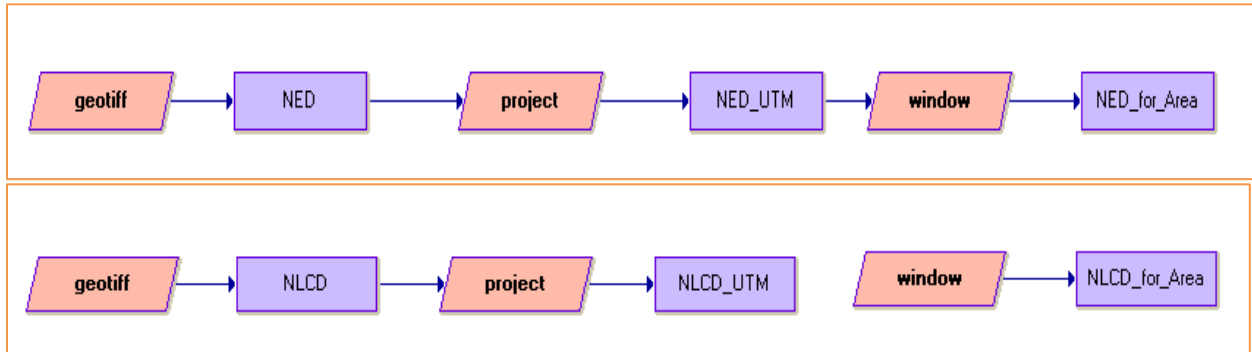 geotiff NED project NED_UTM window NED_for_Area
geotiff NLCD project NLCD_UTM window NLCD_for_Area